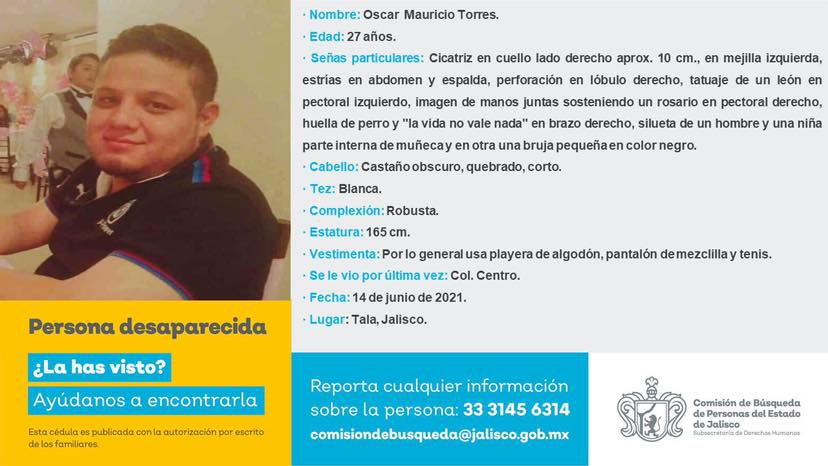 · Nombre: Oscar Mauricio Torres.
· Edad: 27 años.
· Señas particulares: Cicatriz en cuello lado derecho aprox. 10 cm., en mejilla izquierda,
estrías en abdomen y espalda, perforación en lóbulo derecho, tatuaje de un león en
pectoral izquierdo, imagen de manos juntas sosteniendo un rosario en pectoral derecho,
huella de perro y "la vida no vale nada" en brazo derecho, silueta de un hombre y una niña
parte interna de muñeca y en otra una bruja pequeña en color negro.
· Cabello: Castaño obscuro, quebrado, corto.
· Tez: Blanca.
· Complexión: Robusta.
· Estatura: 165 cm.
· Vestimenta: Por lo general usa playera de algodón, pantalón de mezclilla y tenis.
· Se le vio por última vez: Col. Centro.
· Fecha: 14 de junio de 2021.
· Lugar: Tala, Jalisco.
Persona desaparecida
¿La has visto?
Ayúdanos a encontrarla
Esta cédula es publicada con la autorización por escrito
de los familiares.
Reporta cualquier información
sobre la persona: 33 3145 6314
comisiondebusqueda@jalisco.gob.mx
Comisión de Búsqueda
de Personas del Estado
de Jalisco
Subsecretaría de Derechos Humanos